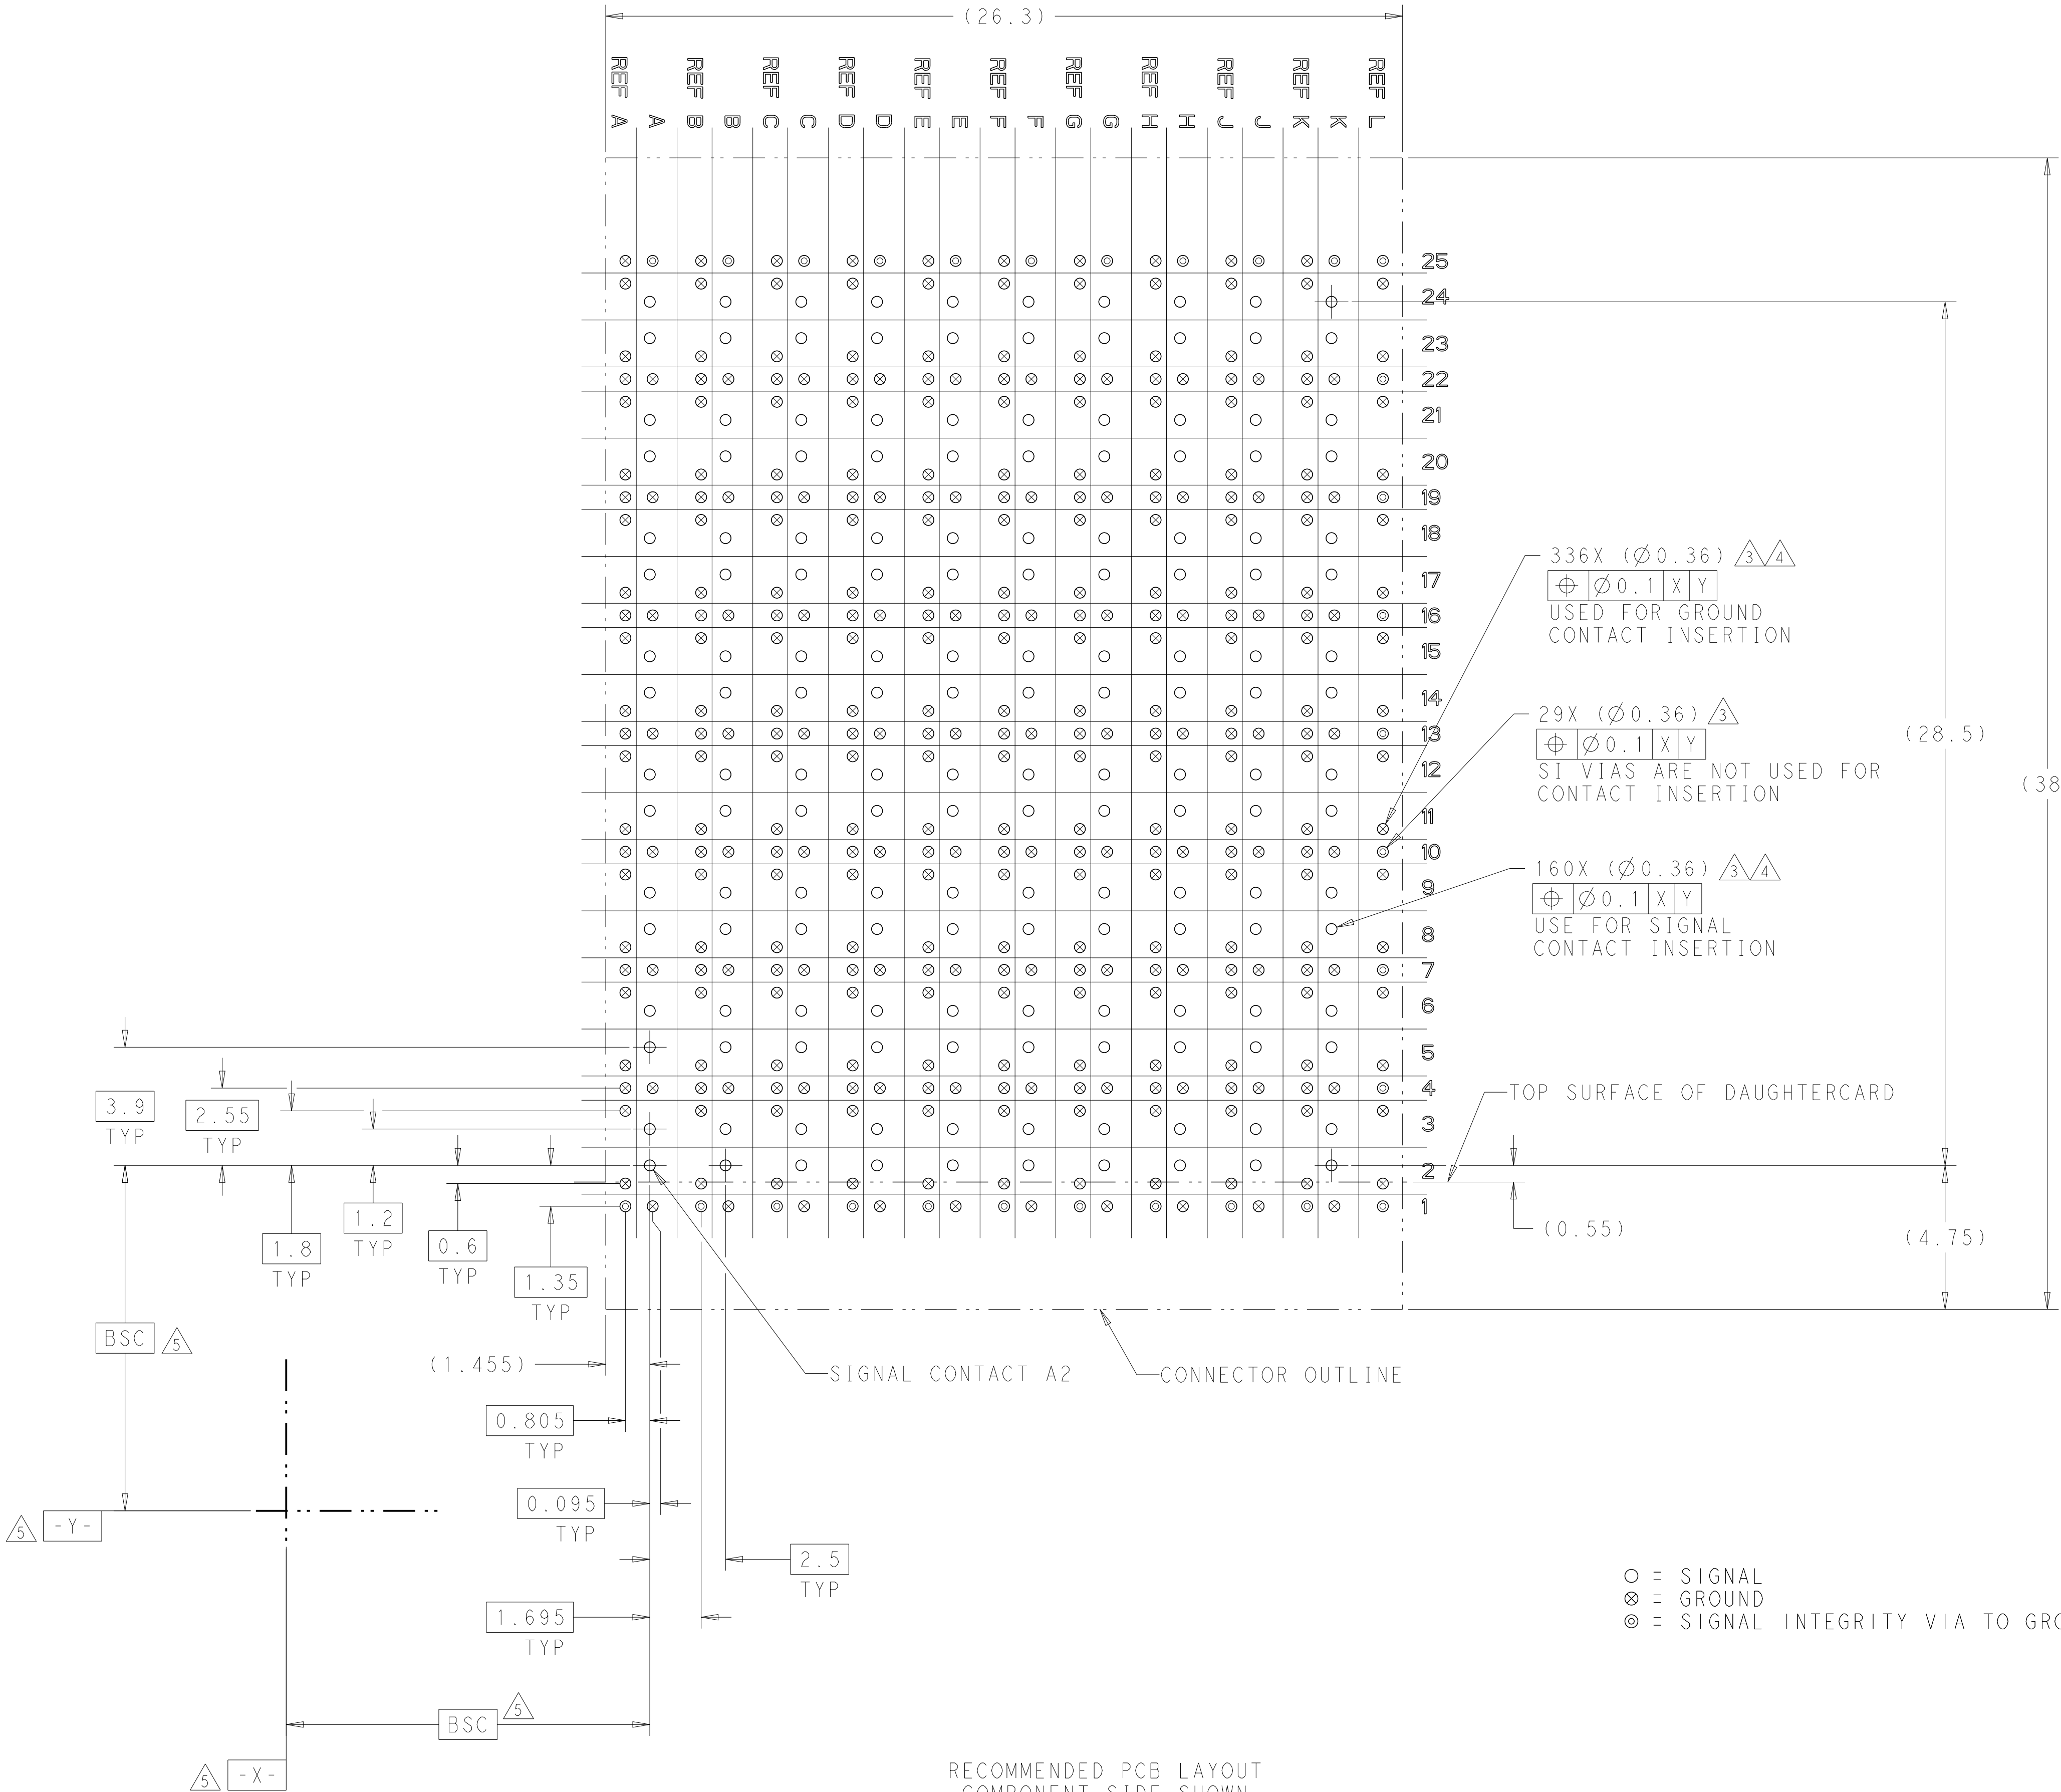 (26.3)
REF A
A
REF B
B
REF C
C
REF D
D
REF E
E
REF F
F
REF G
G
REF H
H
REF J
J
REF K
K
REF L
25
24
23
22
21
20
19
18
17
16
15
14
13
12
11
10
9
8
7
6
5
4
3
2
1
336X (Ø0.36) 3 4
⌖ Ø0.1 X Y
USED FOR GROUND
CONTACT INSERTION
29X (Ø0.36) 3
⌖ Ø0.1 X Y
SI VIAS ARE NOT USED FOR
CONTACT INSERTION
160X (Ø0.36) 3 4
⌖ Ø0.1 X Y
USE FOR SIGNAL
CONTACT INSERTION
(28.5)
(38
TOP SURFACE OF DAUGHTERCARD
(0.55)
(4.75)
3.9
TYP
2.55
TYP
1.8
TYP
1.2
TYP
0.6
TYP
1.35
TYP
BSC 5
(1.455)
SIGNAL CONTACT A2
CONNECTOR OUTLINE
0.805
TYP
0.095
TYP
2.5
TYP
1.695
TYP
5 -Y-
BSC 5
5 -X-
○ = SIGNAL
⊗ = GROUND
◎ = SIGNAL INTEGRITY VIA TO GRO
RECOMMENDED PCB LAYOUT
COMPONENT SIDE SHOWN